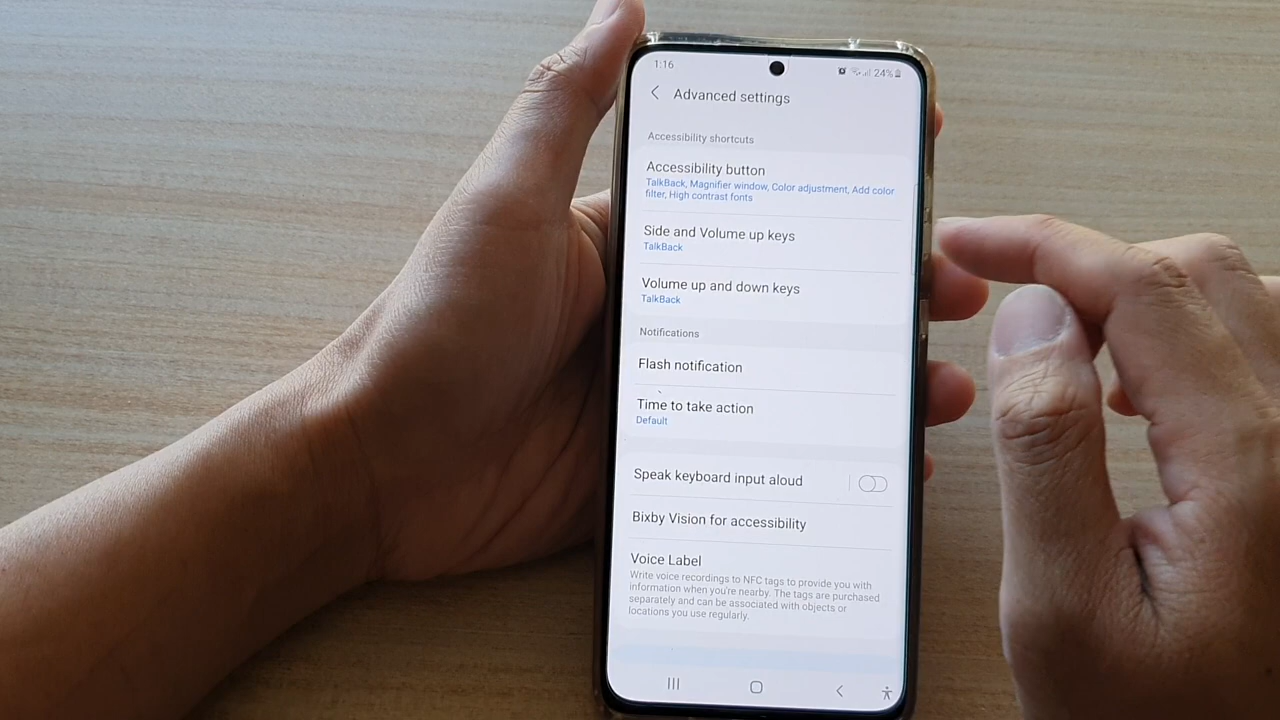 1:16
24%
Advanced settings
Accessibility shortcuts
Accessibility button
TalkBack, Magnifier window, Color adjustment, Add color
filter, High contrast fonts
Side and Volume up keys
TalkBack
Volume up and down keys
TalkBack
Notifications
Flash notification
Time to take action
Default
Speak keyboard input aloud
Bixby Vision for accessibility
Voice Label
Write voice recordings to NFC tags to provide you with
information when you're nearby. The tags are purchased
separately and can be associated with objects or
locations you use regularly.